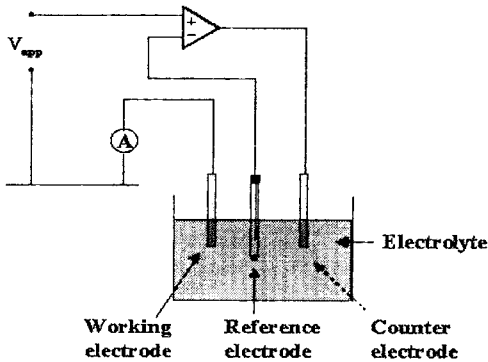 +
−
V_app
A
Electrolyte
Working electrode
Reference electrode
Counter electrode